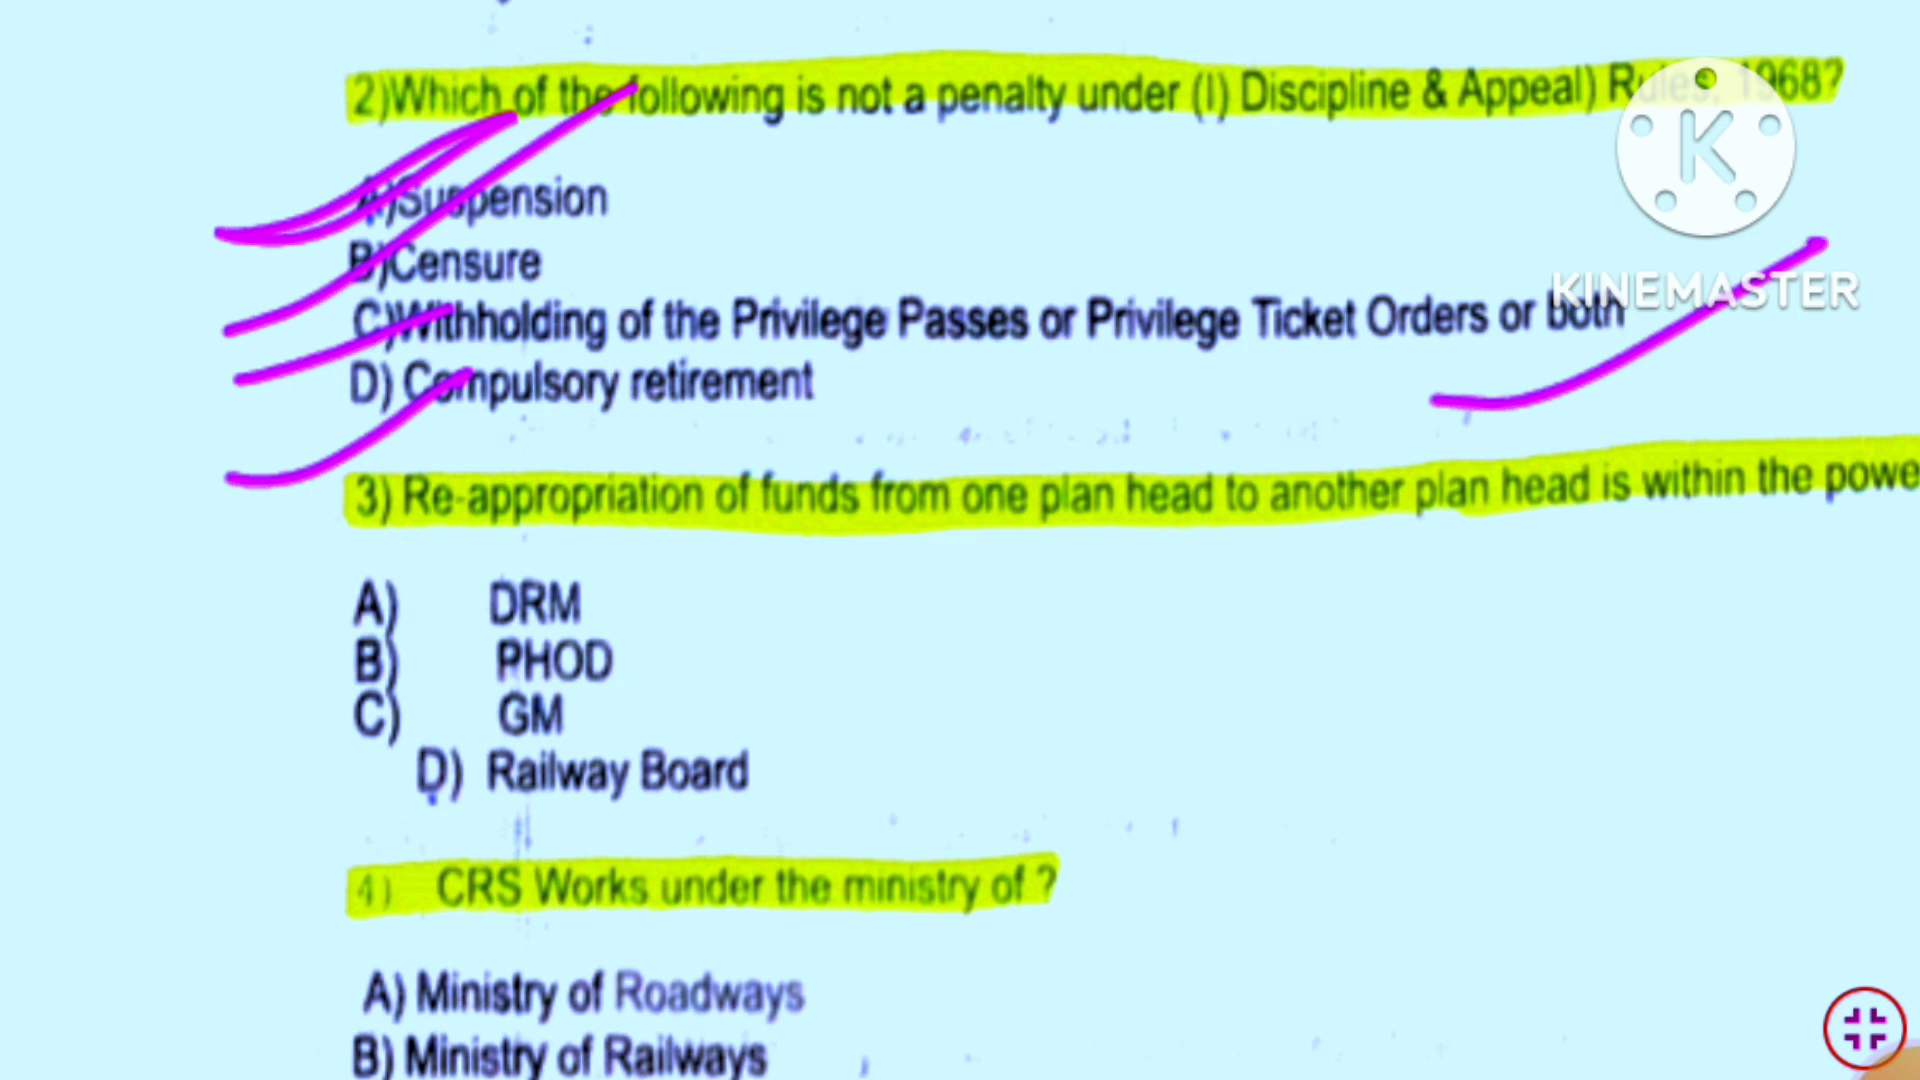 2)Which of the following is not a penalty under (I) Discipline & Appeal) Rules, 1968?
A)Suspension
B)Censure
C)Withholding of the Privilege Passes or Privilege Ticket Orders or both
D) Compulsory retirement
K
KINEMASTER
3) Re-appropriation of funds from one plan head to another plan head is within the powe
A) DRM
B) PHOD
C) GM
D) Railway Board
4) CRS Works under the ministry of ?
A) Ministry of Roadways
B) Ministry of Railways